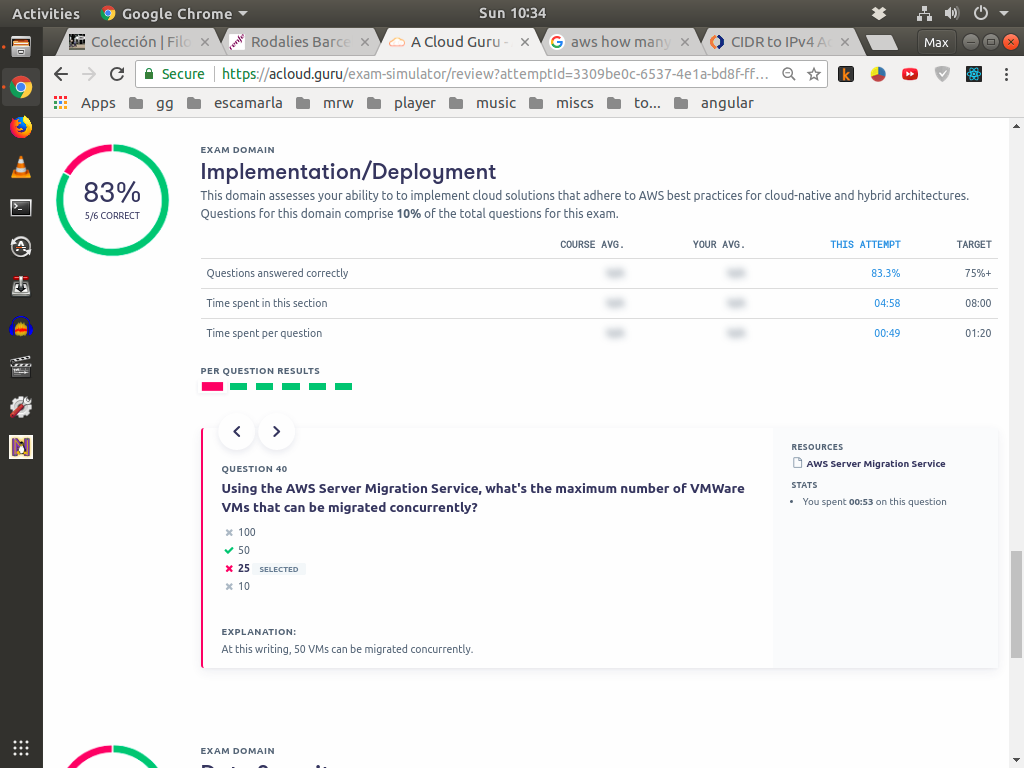 Activities Google Chrome Sun 10:34
Colección | Filo Rodalies Barce A Cloud Guru - aws how many CIDR to IPv4 A Max
Secure https://acloud.guru/exam-simulator/review?attemptId=3309be0c-6537-4e1a-bd8f-ff...
Apps gg escamarla mrw player music miscs to... angular
83%
5/6 CORRECT
EXAM DOMAIN
Implementation/Deployment
This domain assesses your ability to to implement cloud solutions that adhere to AWS best practices for cloud-native and hybrid architectures.
Questions for this domain comprise 10% of the total questions for this exam.
COURSE AVG. YOUR AVG. THIS ATTEMPT TARGET
Questions answered correctly 83.3% 75%+
Time spent in this section 04:58 08:00
Time spent per question 00:49 01:20
PER QUESTION RESULTS
QUESTION 40
Using the AWS Server Migration Service, what's the maximum number of VMWare
VMs that can be migrated concurrently?
100
50
25 SELECTED
10
EXPLANATION:
At this writing, 50 VMs can be migrated concurrently.
RESOURCES
AWS Server Migration Service
STATS
You spent 00:53 on this question
EXAM DOMAIN